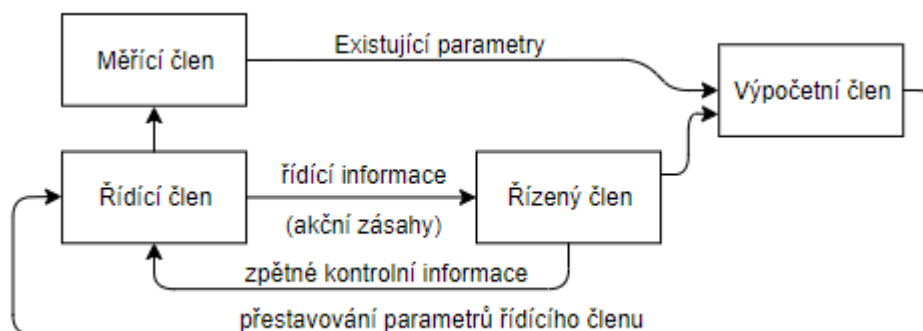 Měřící člen
Existující parametry
Výpočetní člen
Řídící člen
řídící informace
(akční zásahy)
Řízený člen
zpětné kontrolní informace
přestavování parametrů řídícího členu